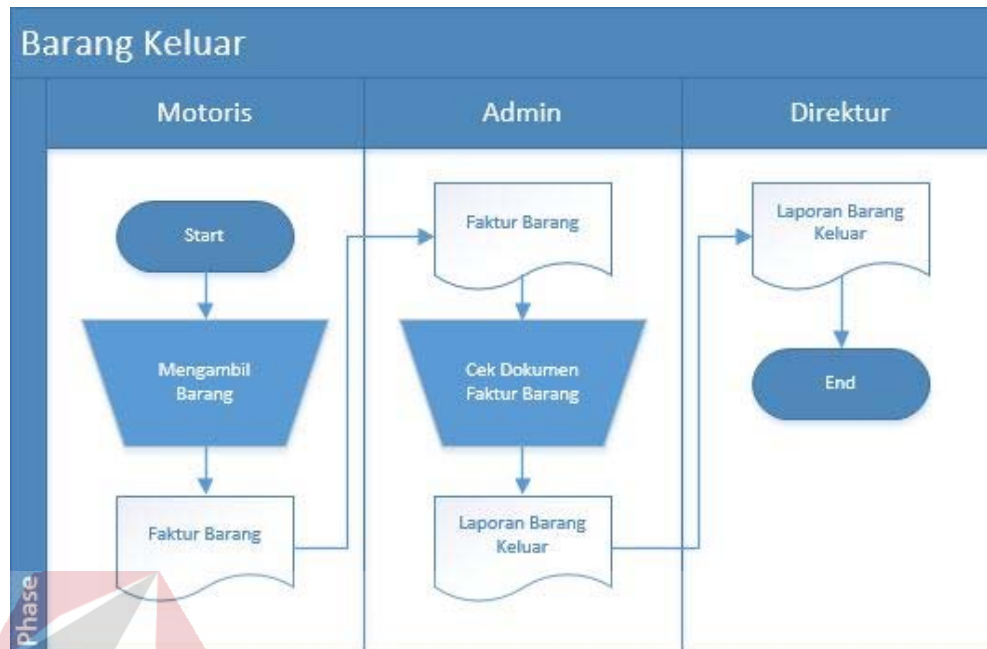 Barang Keluar
Motoris
Admin
Direktur
Start
Mengambil
Barang
Faktur Barang
Faktur Barang
Cek Dokumen
Faktur Barang
Laporan Barang
Keluar
Laporan Barang
Keluar
End
Phase